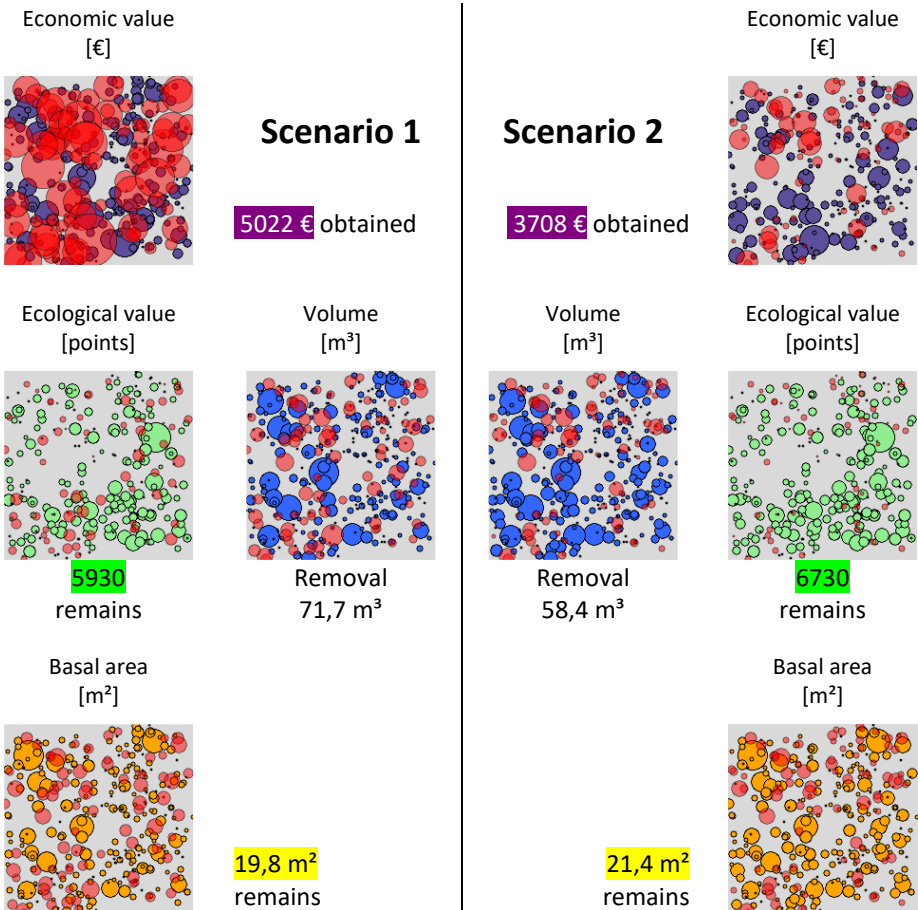 Economic value
[€]
Scenario 1
5022 € obtained
Ecological value
[points]
Volume
[m³]
5930
remains
Removal
71,7 m³
Basal area
[m²]
19,8 m²
remains
Economic value
[€]
Scenario 2
3708 € obtained
Volume
[m³]
Ecological value
[points]
Removal
58,4 m³
6730
remains
Basal area
[m²]
21,4 m²
remains